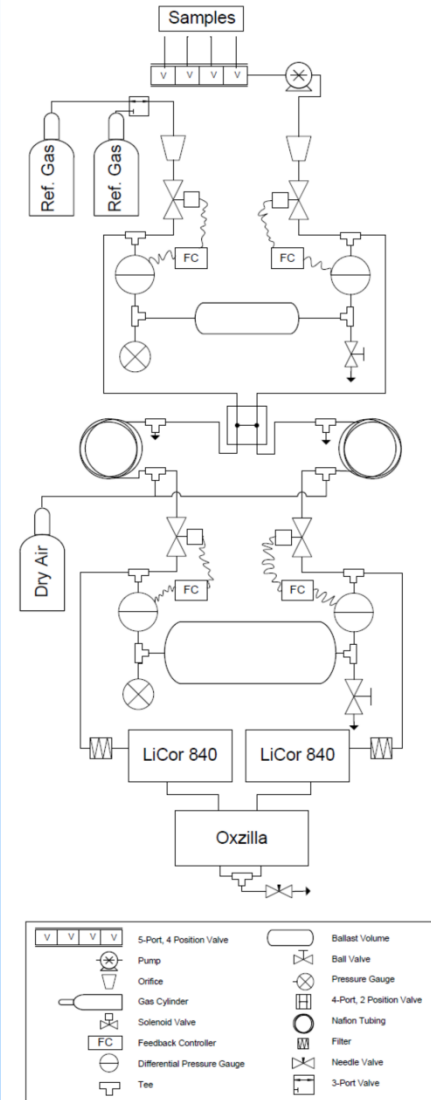 Samples
V V V V
Ref. Gas
Ref. Gas
FC
FC
Dry Air
FC
FC
LiCor 840
LiCor 840
Oxzilla
V V V V
5-Port, 4 Position Valve
Pump
Orifice
Gas Cylinder
Solenoid Valve
FC
Feedback Controller
Differential Pressure Gauge
Tee
Ballast Volume
Ball Valve
Pressure Gauge
4-Port, 2 Position Valve
Nafion Tubing
Filter
Needle Valve
3-Port Valve